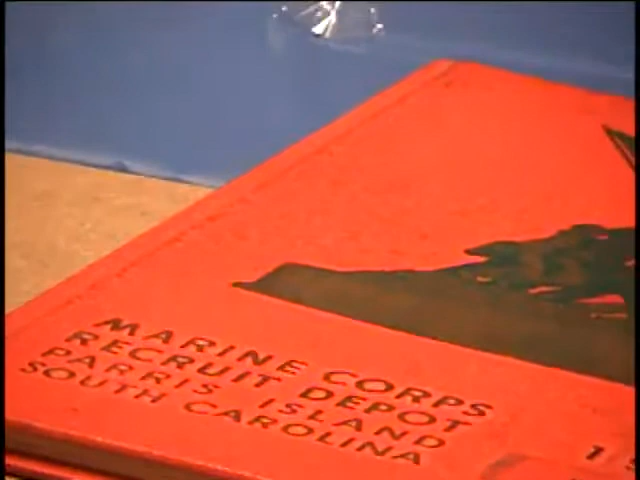 MARINE CORPS
RECRUIT DEPOT
PARRIS ISLAND
SOUTH CAROLINA